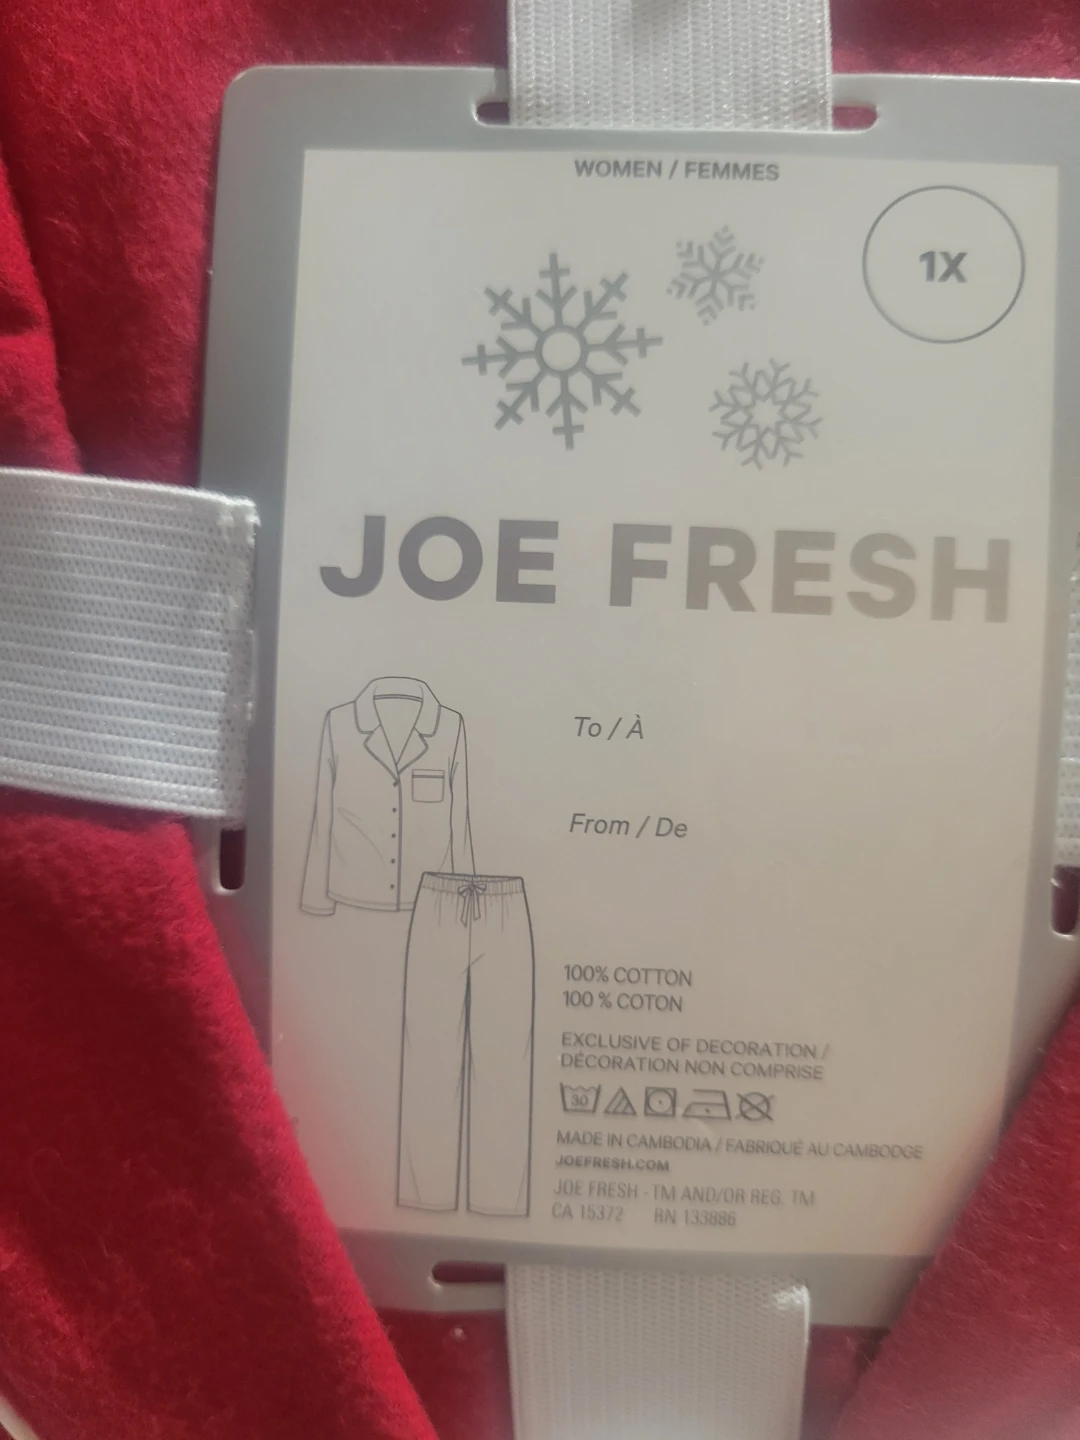 WOMEN / FEMMES
1X
JOE FRESH
To / À
From / De
100% COTTON
100 % COTON
EXCLUSIVE OF DECORATION /
DÉCORATION NON COMPRISE
30
MADE IN CAMBODIA / FABRIQUÉ AU CAMBODGE
JOEFRESH.COM
JOE FRESH - TM AND/OR REG. TM
CA 15372 RN 133886